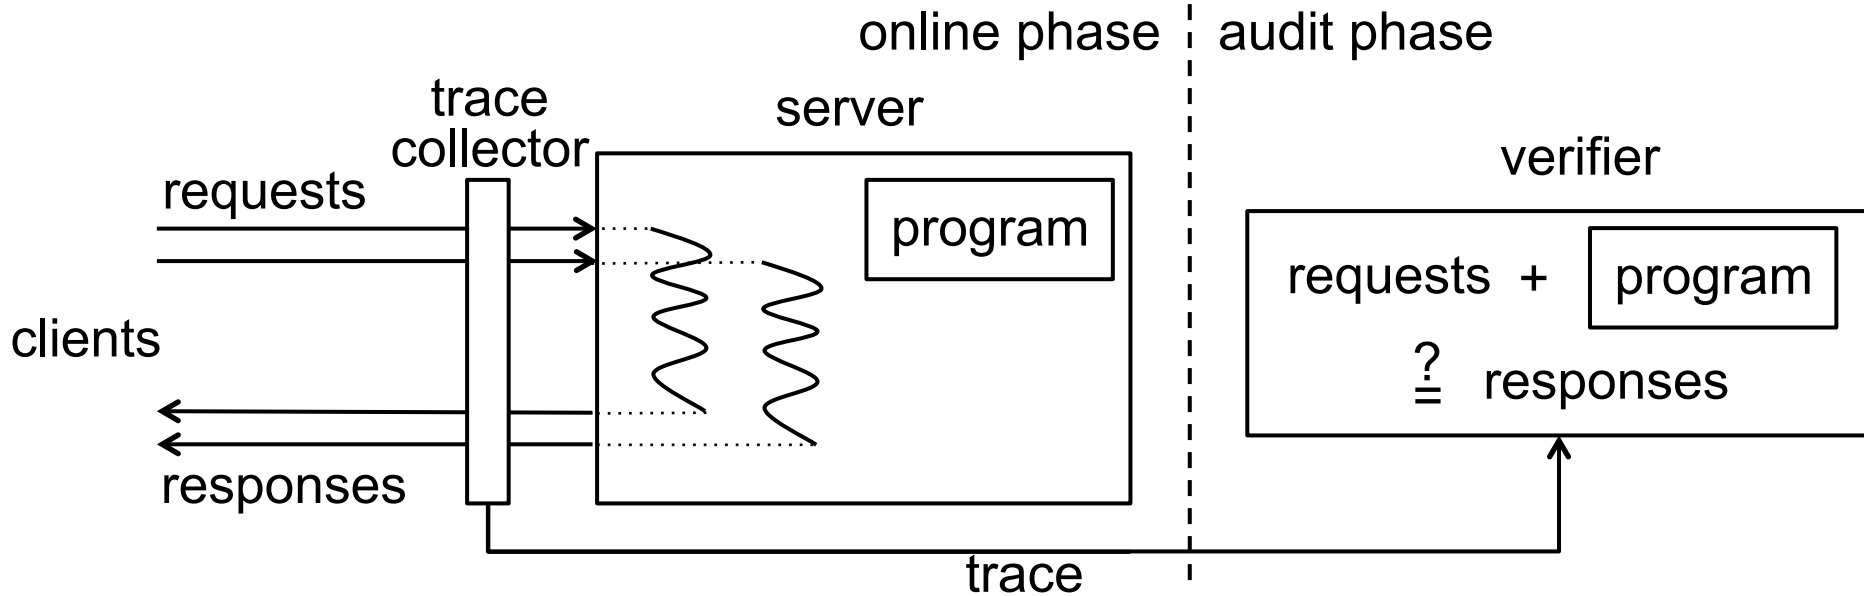 online phase
audit phase
trace
collector
server
verifier
requests
program
requests + program
clients
? =
responses
responses
trace